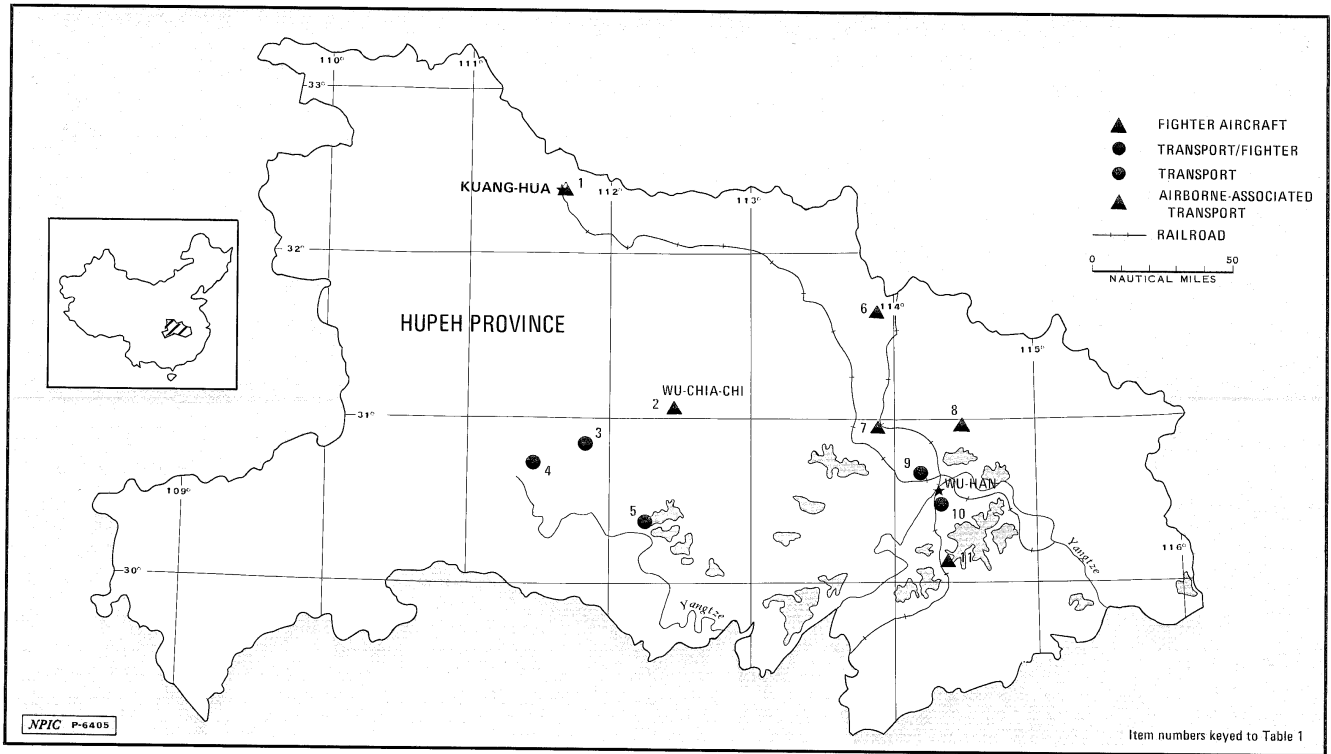 110°
111°
33°
FIGHTER AIRCRAFT
TRANSPORT/FIGHTER
TRANSPORT
AIRBORNE-ASSOCIATED
TRANSPORT
RAILROAD
0 50
NAUTICAL MILES
KUANG-HUA 1
112°
113°
32°
6
114°
HUPEH PROVINCE
115°
WU-CHIA-CHI
2
31°
7
8
3
4
9
109°
WU-HAN
10
5
Yangtze
116°
11
30°
Yangtze
NPIC P-6405
Item numbers keyed to Table 1